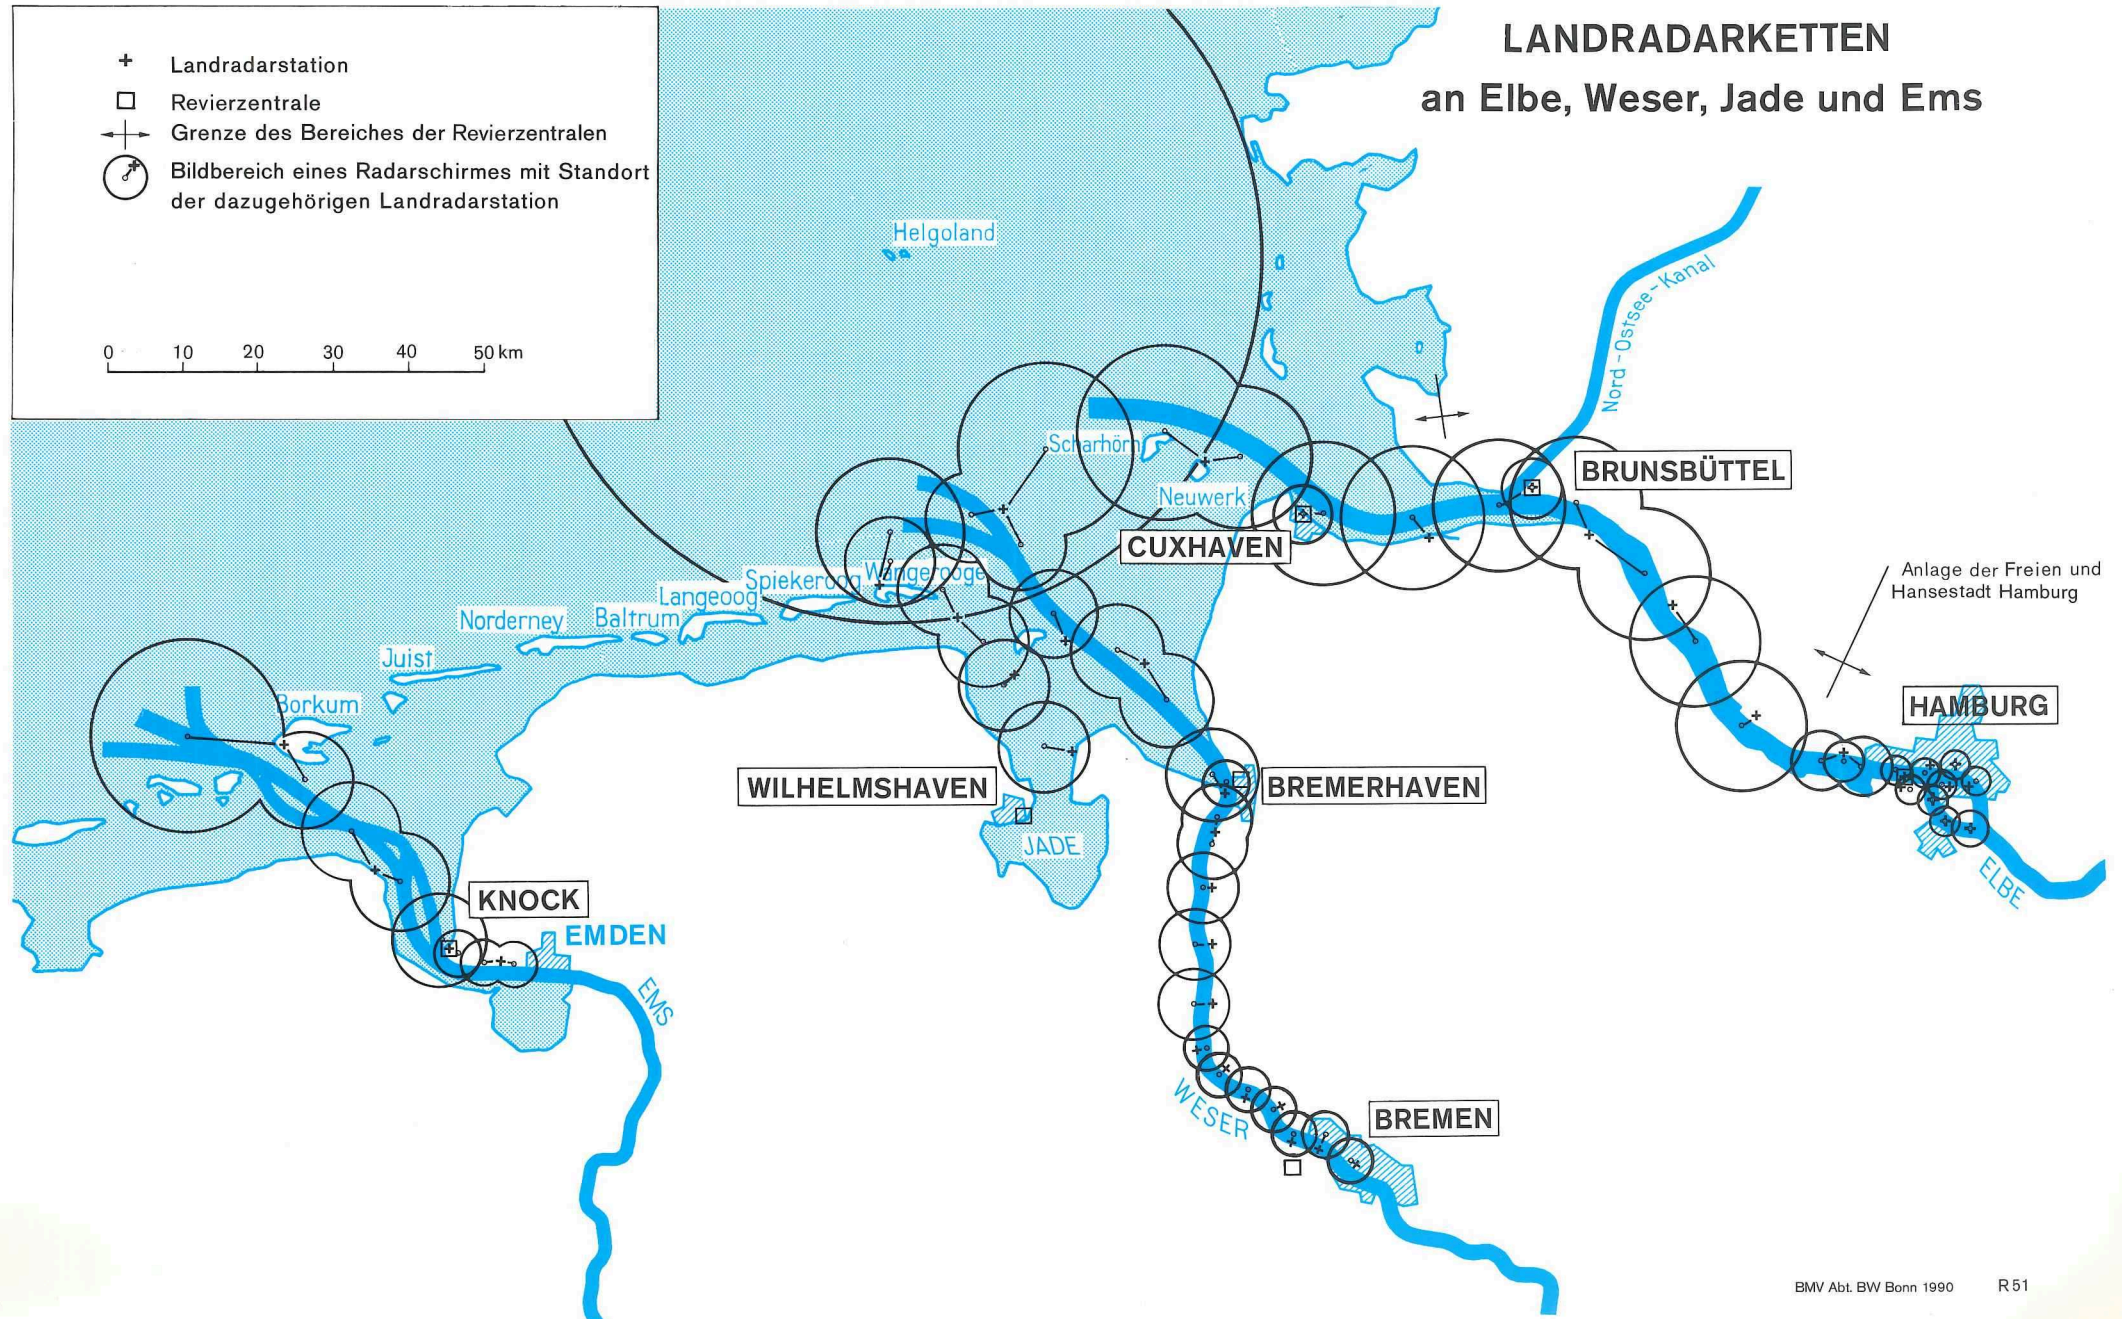 LANDRADARKETTEN
an Elbe, Weser, Jade und Ems
Landradarstation
Revierzentrale
Grenze des Bereiches der Revierzentralen
Bildbereich eines Radarschirmes mit Standort
der dazugehörigen Landradarstation
0 10 20 30 40 50 km
Helgoland
Nord-Ostsee-Kanal
Scharhörn
Neuwerk
BRUNSBÜTTEL
CUXHAVEN
Anlage der Freien und
Hansestadt Hamburg
Wangerooge
Spiekeroog
Langeoog
Baltrum
Norderney
Juist
Borkum
HAMBURG
WILHELMSHAVEN
BREMERHAVEN
JADE
ELBE
KNOCK
EMDEN
EMS
WESER
BREMEN
BMV Abt. BW Bonn 1990 R51